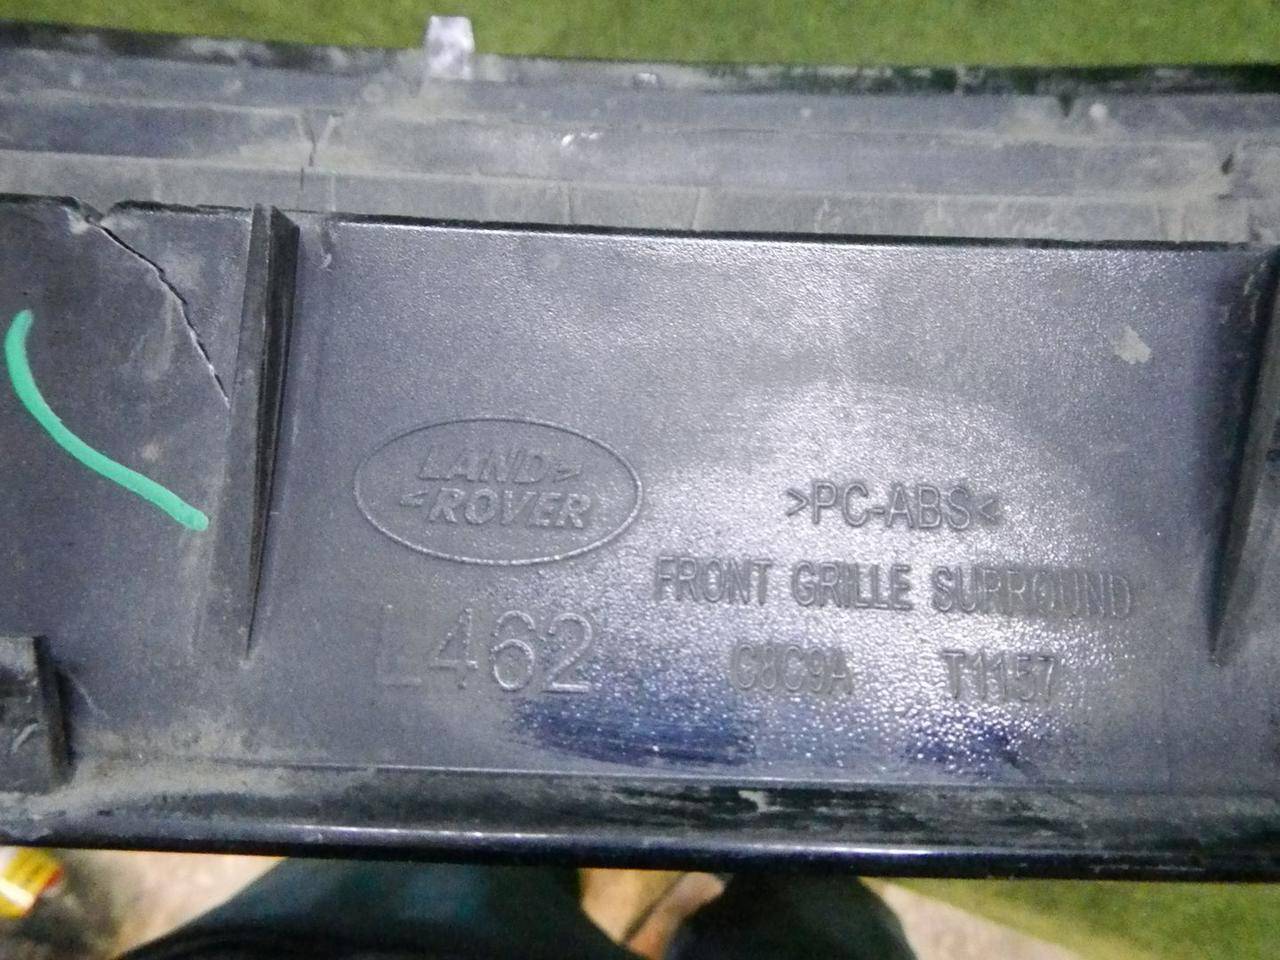 LAND
ROVER
>PC-ABS<
FRONT GRILLE SURROUND
L462
C8C9A T1157